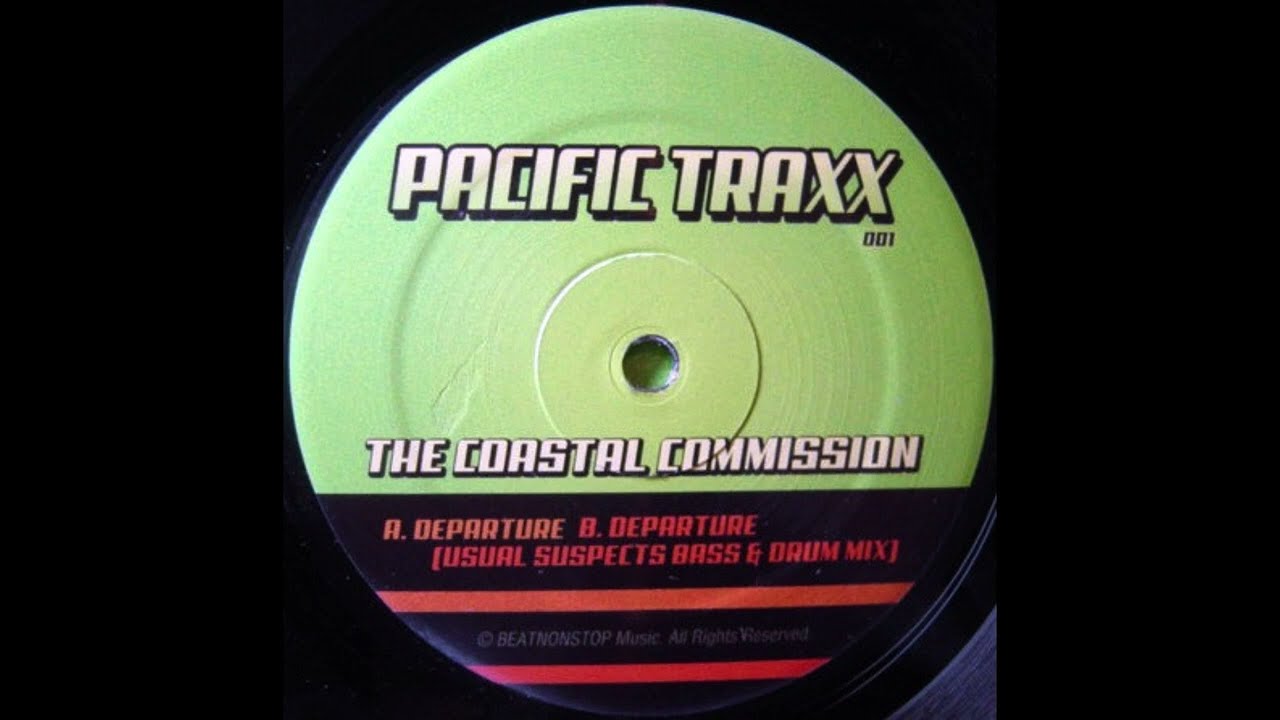 PACIFIC TRAXX
001
THE COASTAL COMMISSION
A. DEPARTURE B. DEPARTURE
[USUAL SUSPECTS BASS & DRUM MIX]
© BEATNONSTOP Music. All Rights Reserved